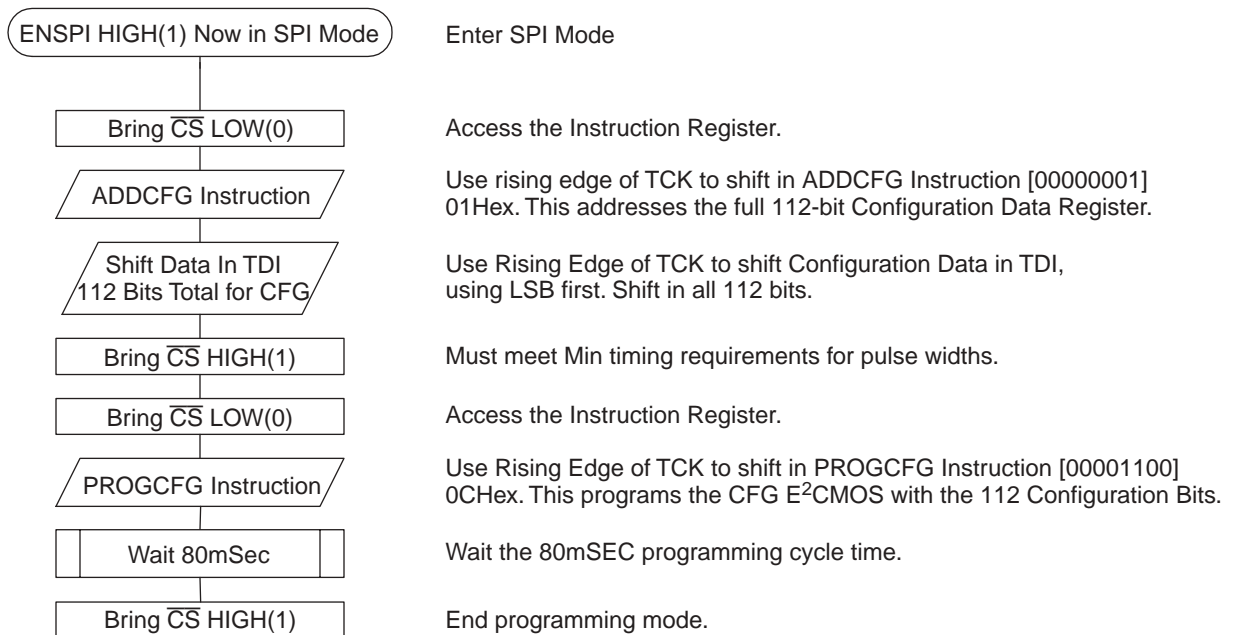 ENSPI HIGH(1) Now in SPI Mode
Enter SPI Mode
Bring C̅S̅ LOW(0)
Access the Instruction Register.
ADDCFG Instruction
Use rising edge of TCK to shift in ADDCFG Instruction [00000001]
01Hex. This addresses the full 112-bit Configuration Data Register.
Shift Data In TDI
112 Bits Total for CFG
Use Rising Edge of TCK to shift Configuration Data in TDI,
using LSB first. Shift in all 112 bits.
Bring C̅S̅ HIGH(1)
Must meet Min timing requirements for pulse widths.
Bring C̅S̅ LOW(0)
Access the Instruction Register.
PROGCFG Instruction
Use Rising Edge of TCK to shift in PROGCFG Instruction [00001100]
0CHex. This programs the CFG E²CMOS with the 112 Configuration Bits.
Wait 80mSec
Wait the 80mSEC programming cycle time.
Bring C̅S̅ HIGH(1)
End programming mode.